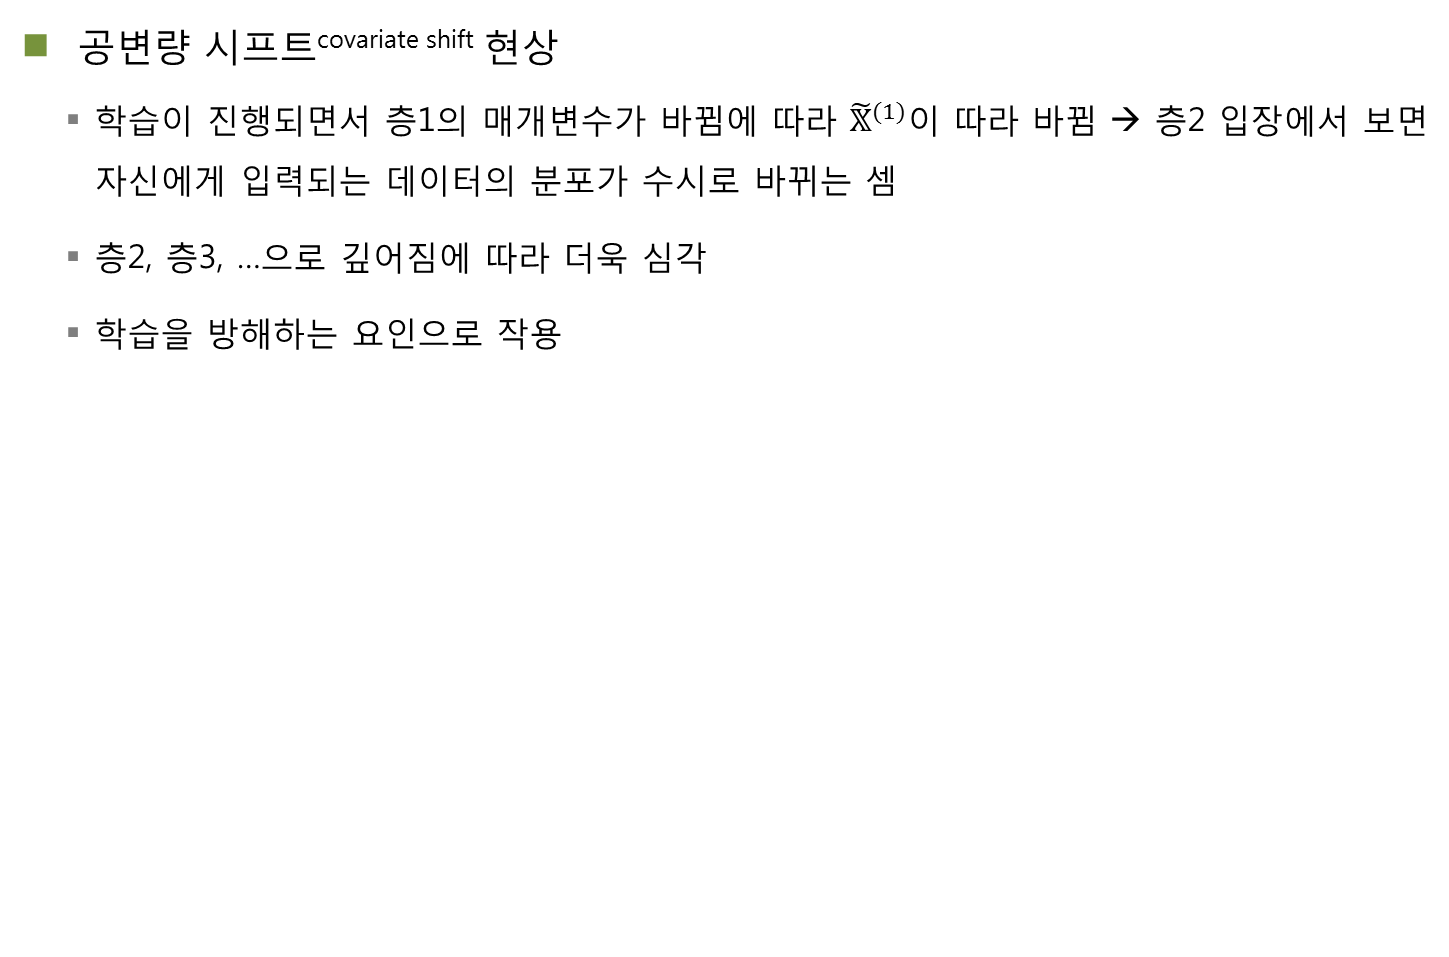 ■ 공변량 시프트covariate shift 현상
▪ 학습이 진행되면서 층1의 매개변수가 바뀜에 따라 𝕏̃⁽¹⁾이 따라 바뀜 → 층2 입장에서 보면
자신에게 입력되는 데이터의 분포가 수시로 바뀌는 셈
▪ 층2, 층3, …으로 깊어짐에 따라 더욱 심각
▪ 학습을 방해하는 요인으로 작용